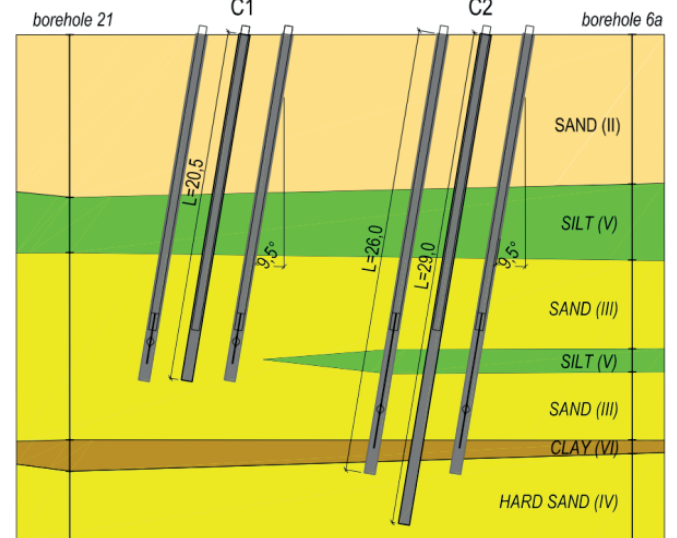 borehole 21
C1
C2
borehole 6a
SAND (II)
L=20,5
SILT (V)
L=26,0
L=29,0
9,5°
9,5°
SAND (III)
SILT (V)
SAND (III)
CLAY (VI)
HARD SAND (IV)